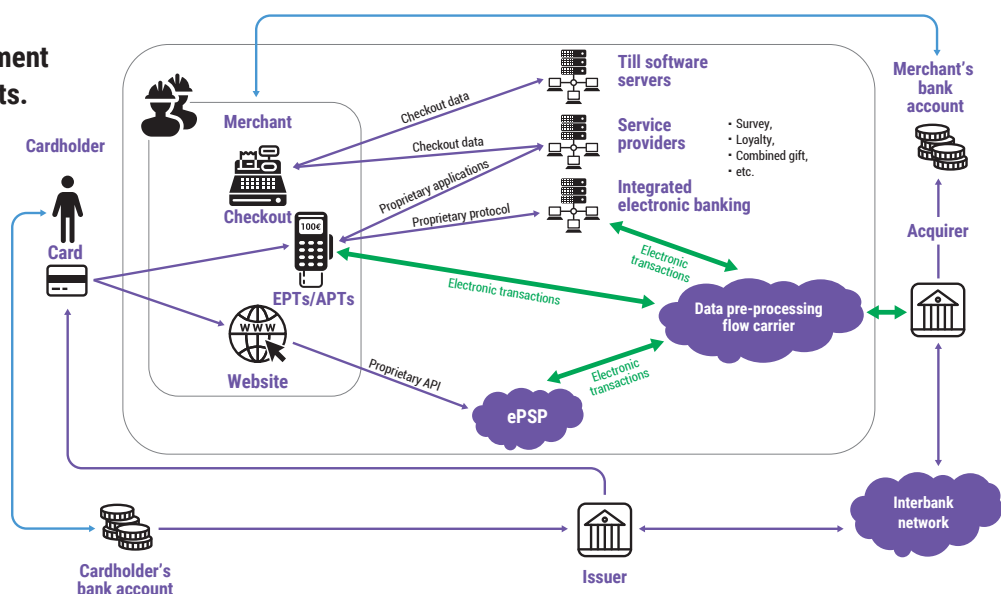 ment
ts.
Cardholder
Card
Merchant
Checkout
100€
EPTs/APTs
WWW
Website
Checkout data
Checkout data
Proprietary applications
Proprietary protocol
Till software
servers
Service
providers
· Survey,
· Loyalty,
· Combined gift,
· etc.
Integrated
electronic banking
Electronic
transactions
Electronic transactions
Data pre-processing
flow carrier
Proprietary API
Electronic
transactions
ePSP
Merchant's
bank
account
Acquirer
Interbank
network
Issuer
Cardholder's
bank account